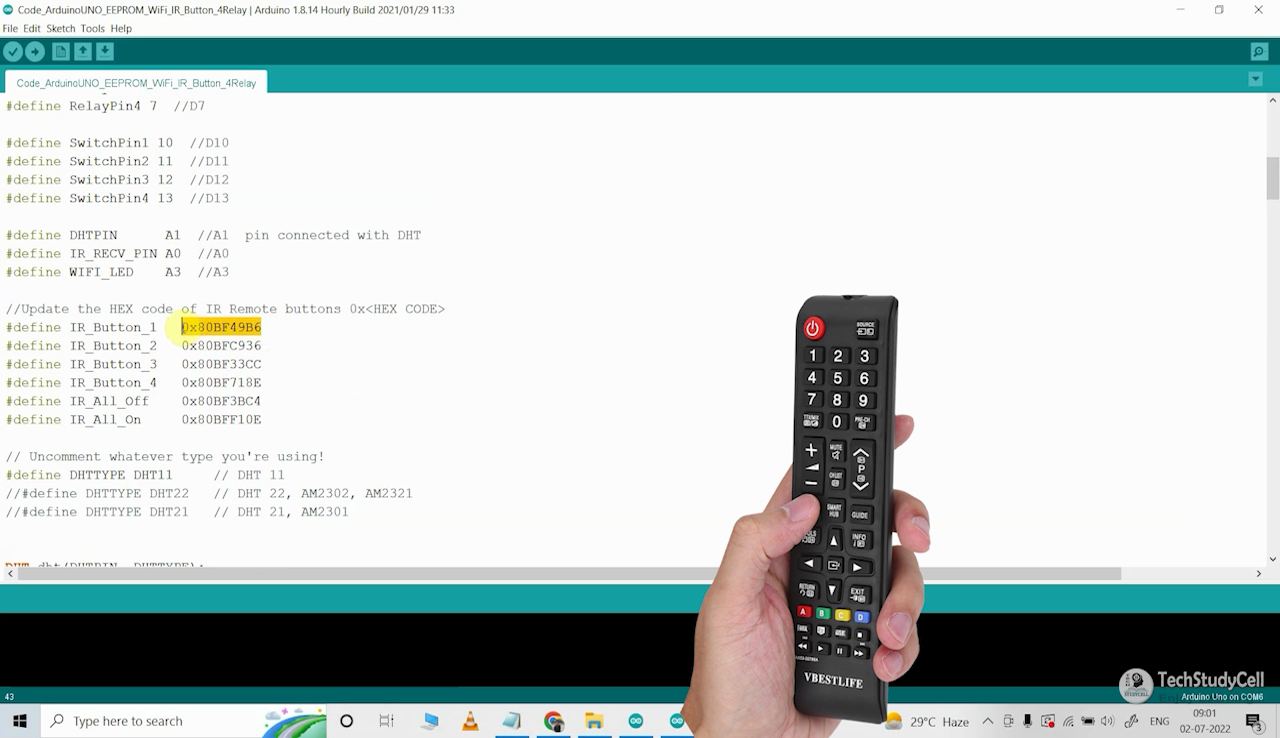 Code_ArduinoUNO_EEPROM_WiFi_IR_Button_4Relay | Arduino 1.8.14 Hourly Build 2021/01/29 11:33
File Edit Sketch Tools Help
Code_ArduinoUNO_EEPROM_WiFi_IR_Button_4Relay
#define RelayPin4 7 //D7
#define SwitchPin1 10 //D10
#define SwitchPin2 11 //D11
#define SwitchPin3 12 //D12
#define SwitchPin4 13 //D13
#define DHTPIN A1 //A1 pin connected with DHT
#define IR_RECV_PIN A0 //A0
#define WIFI_LED A3 //A3
//Update the HEX code of IR Remote buttons 0x<HEX CODE>
#define IR_Button_1 0x80BF49B6
#define IR_Button_2 0x80BFC936
#define IR_Button_3 0x80BF33CC
#define IR_Button_4 0x80BF718E
#define IR_All_Off 0x80BF3BC4
#define IR_All_On 0x80BFF10E
// Uncomment whatever type you're using!
#define DHTTYPE DHT11 // DHT 11
//#define DHTTYPE DHT22 // DHT 22, AM2302, AM2321
//#define DHTTYPE DHT21 // DHT 21, AM2301
DHT dht(DHTPIN, DHTTYPE);
SOURCE
1 2 3
4 5 6
7 8 9
TTX/MIX 0 PRE-CH
+ MUTE
P
- CH LIST
SMART HUB GUIDE
INFO
RETURN EXIT
A B C D
VBESTLIFE
TechStudyCell
43
Arduino Uno on COM6
Type here to search
29°C Haze
ENG
09:01
02-07-2022
3